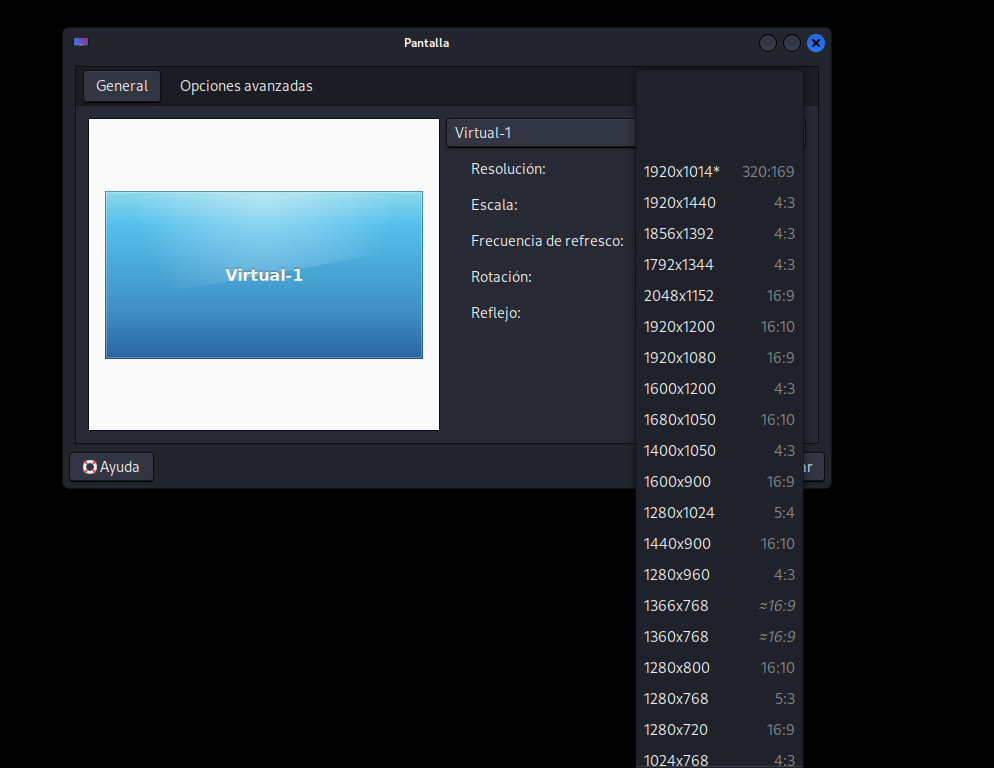 Pantalla
General
Opciones avanzadas
Virtual-1
Virtual-1
Resolución:
Escala:
Frecuencia de refresco:
Rotación:
Reflejo:
1920x1014* 320:169
1920x1440 4:3
1856x1392 4:3
1792x1344 4:3
2048x1152 16:9
1920x1200 16:10
1920x1080 16:9
1600x1200 4:3
1680x1050 16:10
1400x1050 4:3
1600x900 16:9
1280x1024 5:4
1440x900 16:10
1280x960 4:3
1366x768 ≈16:9
1360x768 ≈16:9
1280x800 16:10
1280x768 5:3
1280x720 16:9
1024x768 4:3
Ayuda
ar